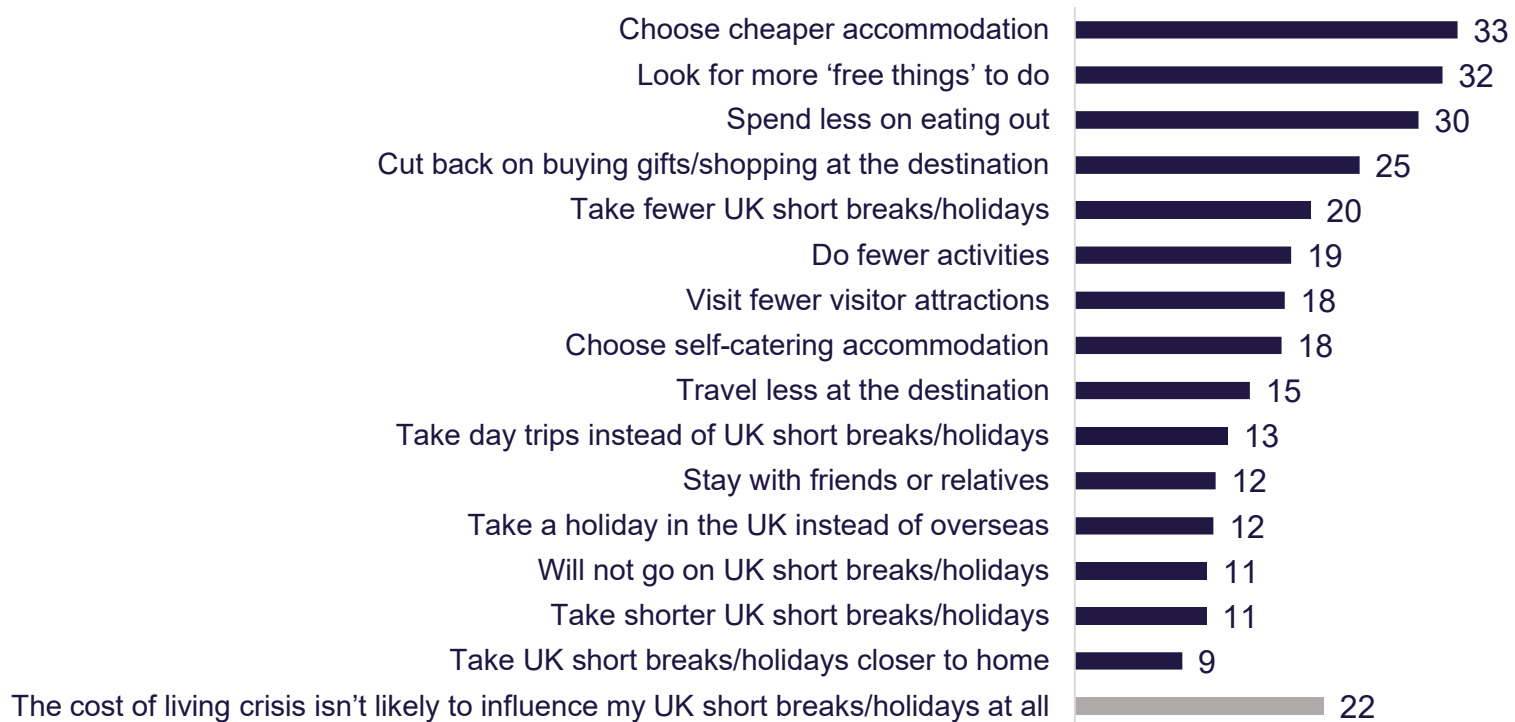 Choose cheaper accommodation 33
Look for more ‘free things’ to do 32
Spend less on eating out 30
Cut back on buying gifts/shopping at the destination 25
Take fewer UK short breaks/holidays 20
Do fewer activities 19
Visit fewer visitor attractions 18
Choose self-catering accommodation 18
Travel less at the destination 15
Take day trips instead of UK short breaks/holidays 13
Stay with friends or relatives 12
Take a holiday in the UK instead of overseas 12
Will not go on UK short breaks/holidays 11
Take shorter UK short breaks/holidays 11
Take UK short breaks/holidays closer to home 9
The cost of living crisis isn’t likely to influence my UK short breaks/holidays at all 22